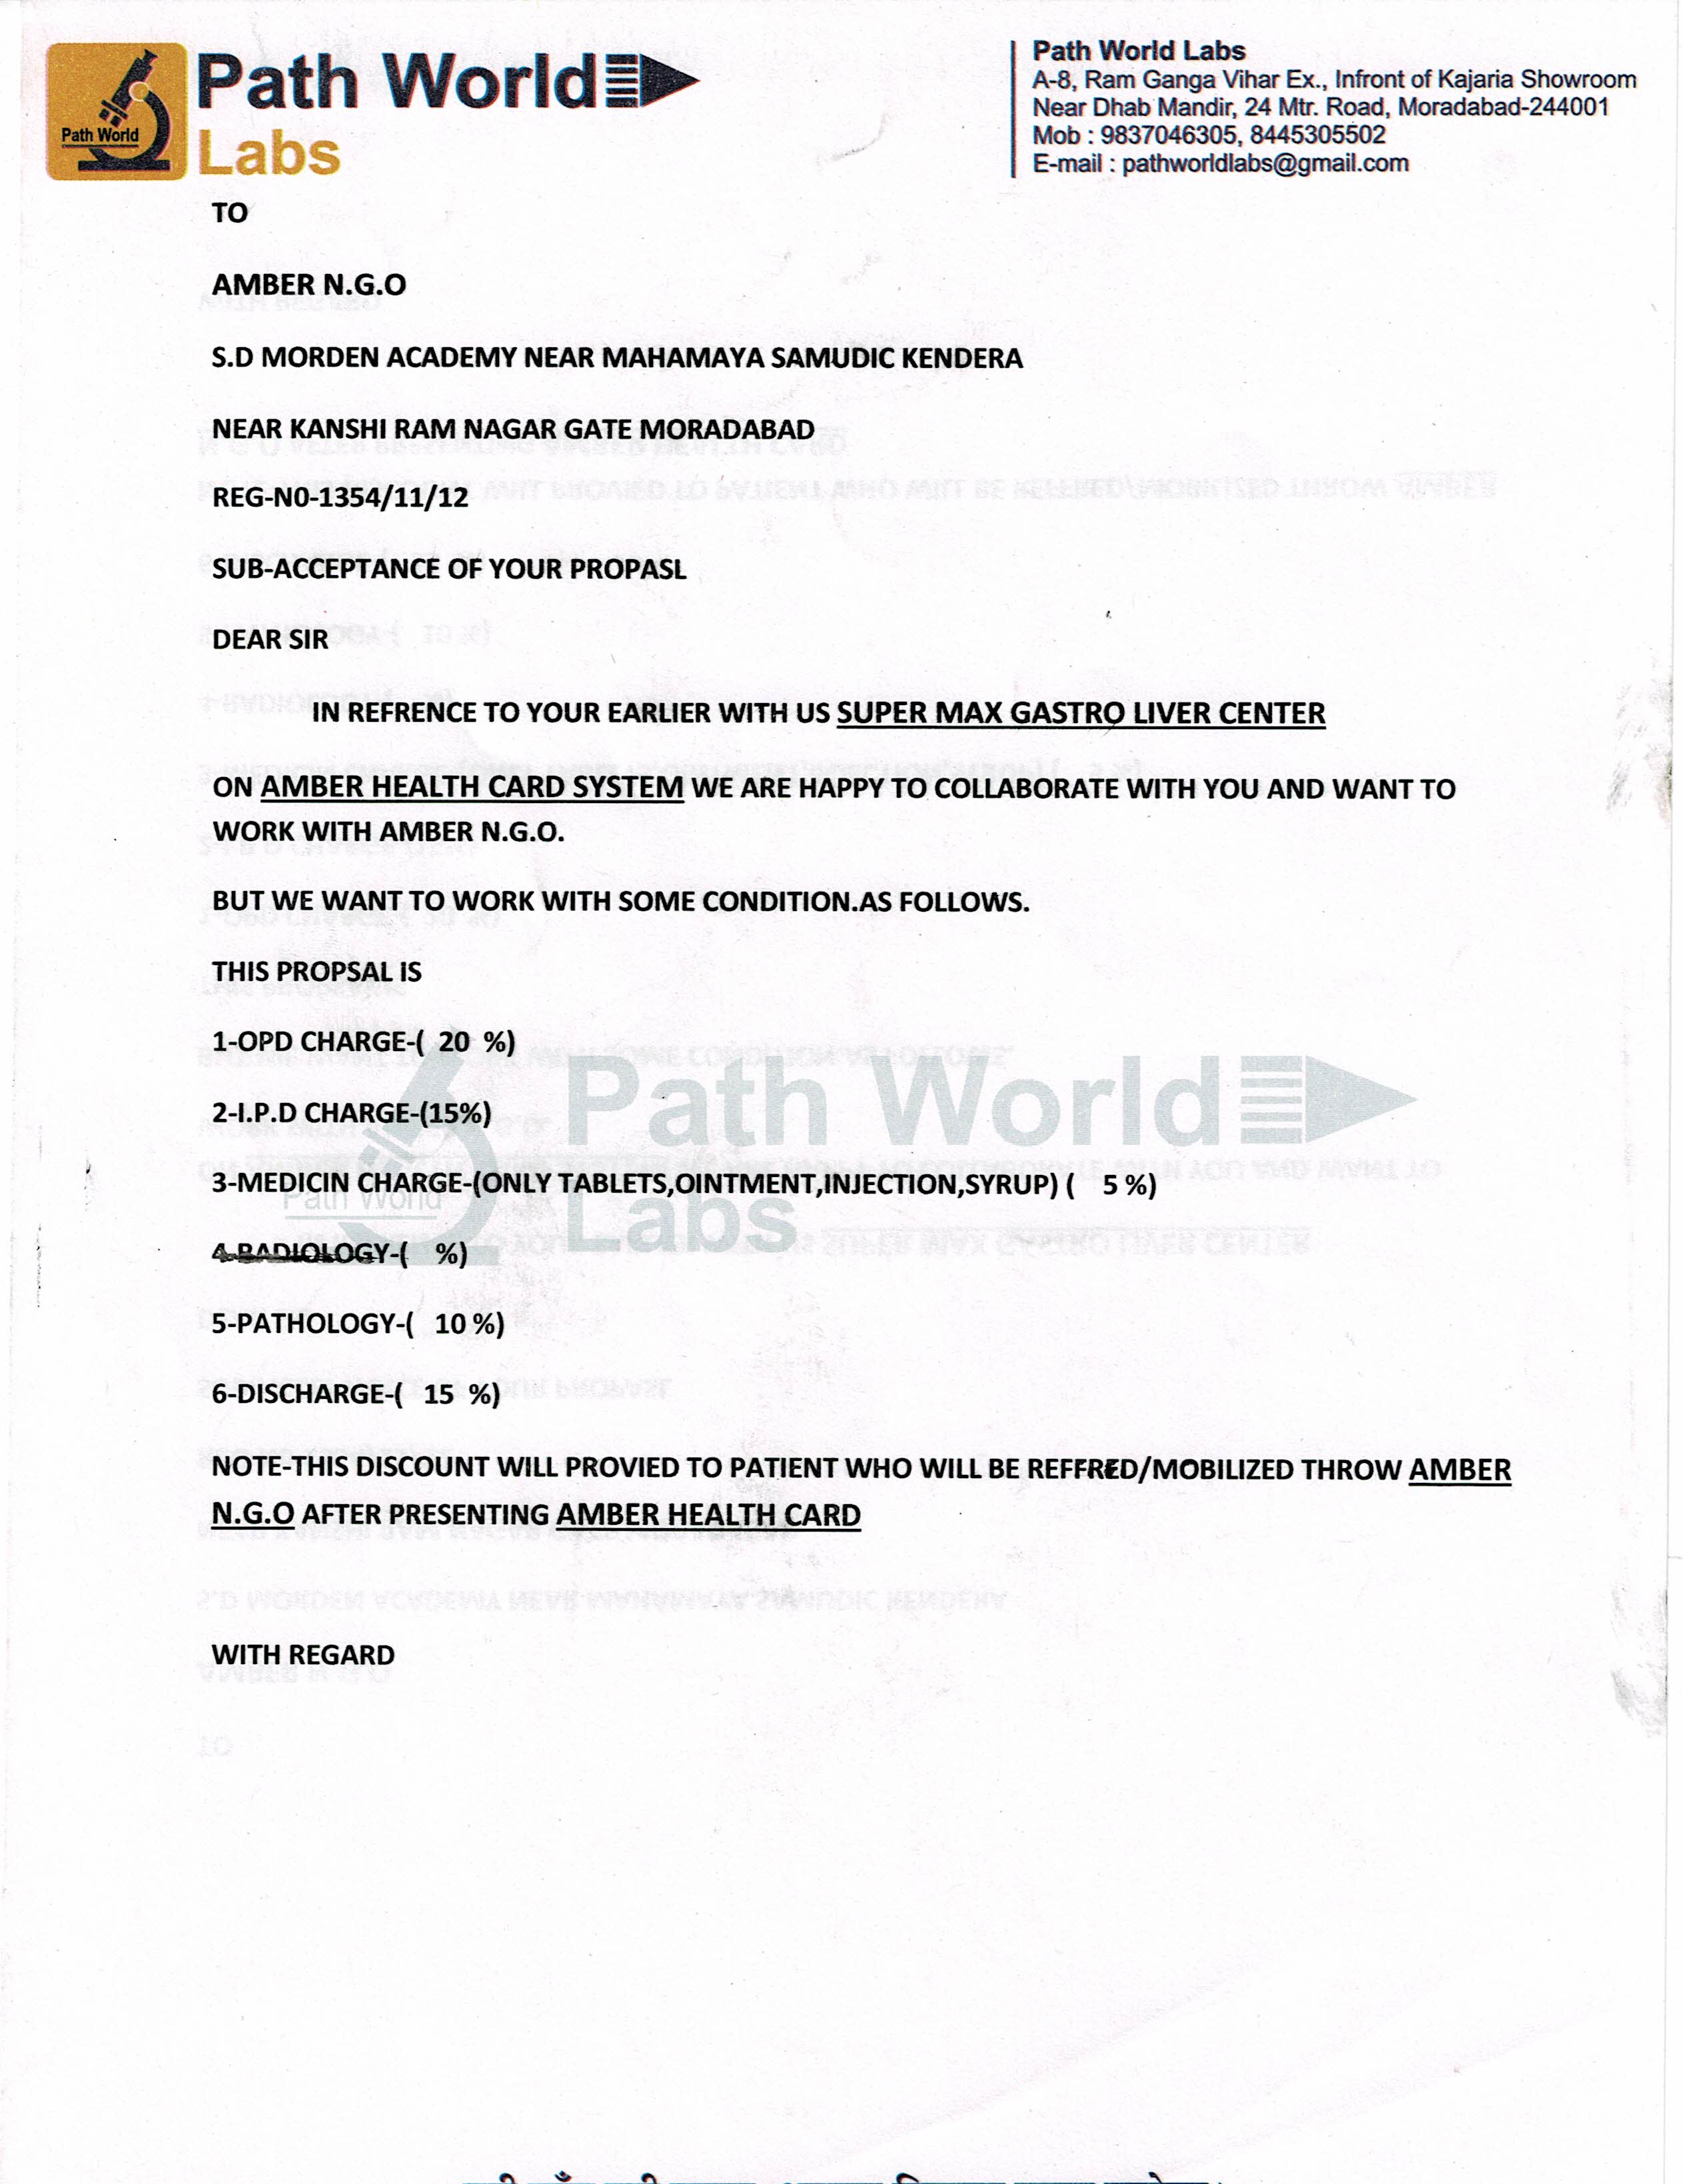 Path World
Labs
Path World
Path World Labs
A-8, Ram Ganga Vihar Ex., Infront of Kajaria Showroom
Near Dhab Mandir, 24 Mtr. Road, Moradabad-244001
Mob : 9837046305, 8445305502
E-mail : pathworldlabs@gmail.com
TO
AMBER N.G.O
S.D MORDEN ACADEMY NEAR MAHAMAYA SAMUDIC KENDERA
NEAR KANSHI RAM NAGAR GATE MORADABAD
REG-N0-1354/11/12
SUB-ACCEPTANCE OF YOUR PROPASL
DEAR SIR
IN REFRENCE TO YOUR EARLIER WITH US SUPER MAX GASTRO LIVER CENTER
ON AMBER HEALTH CARD SYSTEM WE ARE HAPPY TO COLLABORATE WITH YOU AND WANT TO
WORK WITH AMBER N.G.O.
BUT WE WANT TO WORK WITH SOME CONDITION.AS FOLLOWS.
THIS PROPSAL IS
1-OPD CHARGE-( 20 %)
Path World
2-I.P.D CHARGE-(15%)
3-MEDICIN CHARGE-(ONLY TABLETS,OINTMENT,INJECTION,SYRUP) ( 5 %)
Path World
Labs
4-RADIOLOGY-( %)
5-PATHOLOGY-( 10 %)
6-DISCHARGE-( 15 %)
NOTE-THIS DISCOUNT WILL PROVIED TO PATIENT WHO WILL BE REFFRED/MOBILIZED THROW AMBER
N.G.O AFTER PRESENTING AMBER HEALTH CARD
WITH REGARD